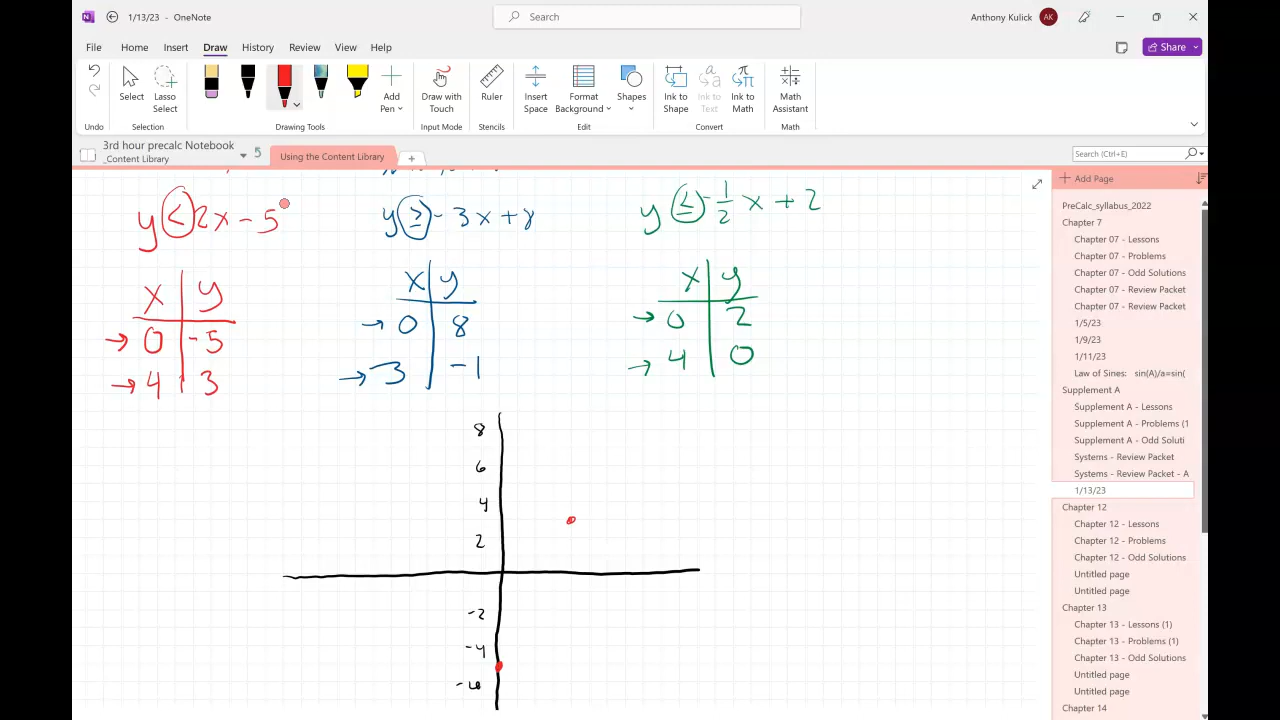 1/13/23 - OneNote
Search
Anthony Kulick
AK
File Home Insert Draw History Review View Help
Share
Select
Lasso Select
Add Pen
Draw with Touch
Ruler
Insert Space
Format Background
Shapes
Ink to Shape
Ink to Text
Ink to Math
Math Assistant
Undo
Selection
Drawing Tools
Input Mode
Stencils
Edit
Convert
Math
3rd hour precalc Notebook
_Content Library
5
Using the Content Library
Search (Ctrl+E)
Add Page
PreCalc_syllabus_2022
Chapter 7
Chapter 07 - Lessons
Chapter 07 - Problems
Chapter 07 - Odd Solutions
Chapter 07 - Review Packet
Chapter 07 - Review Packet
1/5/23
1/9/23
1/11/23
Law of Sines: sin(A)/a=sin(
Supplement A
Supplement A - Lessons
Supplement A - Problems (1
Supplement A - Odd Soluti
Systems - Review Packet
Systems - Review Packet - A
1/13/23
Chapter 12
Chapter 12 - Lessons
Chapter 12 - Problems
Chapter 12 - Odd Solutions
Untitled page
Untitled page
Chapter 13
Chapter 13 - Lessons (1)
Chapter 13 - Problems (1)
Chapter 13 - Odd Solutions
Untitled page
Untitled page
Chapter 14
y < 2x - 5
x y
→ 0 -5
→ 4 3
y ≥ -3x + 8
x y
→ 0 8
→ 3 -1
y ≤ -1/2 x + 2
x y
→ 0 2
→ 4 0
8
6
4
2
-2
-4
-6